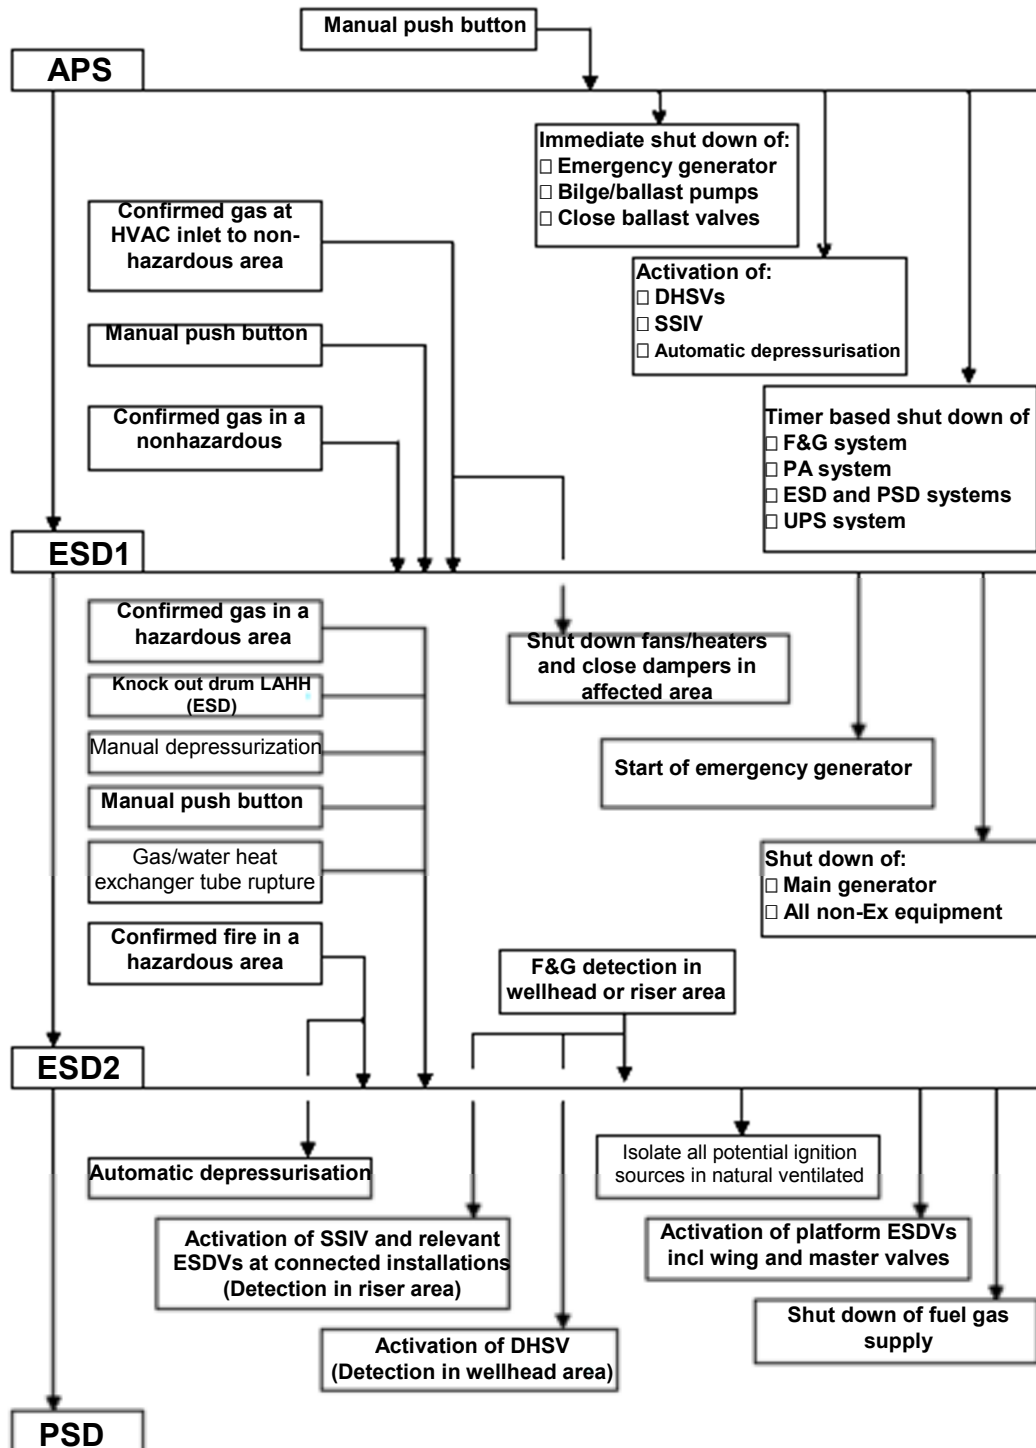 Manual push button
APS
Immediate shut down of:
□ Emergency generator
□ Bilge/ballast pumps
□ Close ballast valves
Confirmed gas at
HVAC inlet to non-
hazardous area
Activation of:
□ DHSVs
□ SSIV
□ Automatic depressurisation
Manual push button
Confirmed gas in a
nonhazardous
Timer based shut down of
□ F&G system
□ PA system
□ ESD and PSD systems
□ UPS system
ESD1
Confirmed gas in a
hazardous area
Shut down fans/heaters
and close dampers in
affected area
Knock out drum LAHH
(ESD)
Manual depressurization
Start of emergency generator
Manual push button
Gas/water heat
exchanger tube rupture
Shut down of:
□ Main generator
□ All non-Ex equipment
Confirmed fire in a
hazardous area
F&G detection in
wellhead or riser area
ESD2
Automatic depressurisation
Isolate all potential ignition
sources in natural ventilated
Activation of SSIV and relevant
ESDVs at connected installations
(Detection in riser area)
Activation of platform ESDVs
incl wing and master valves
Shut down of fuel gas
supply
Activation of DHSV
(Detection in wellhead area)
PSD